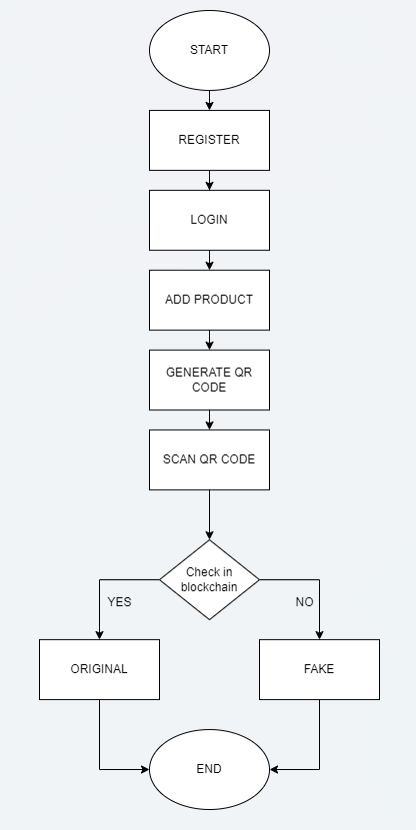 START
REGISTER
LOGIN
ADD PRODUCT
GENERATE QR
CODE
SCAN QR CODE
Check in
blockchain
YES
NO
ORIGINAL
FAKE
END